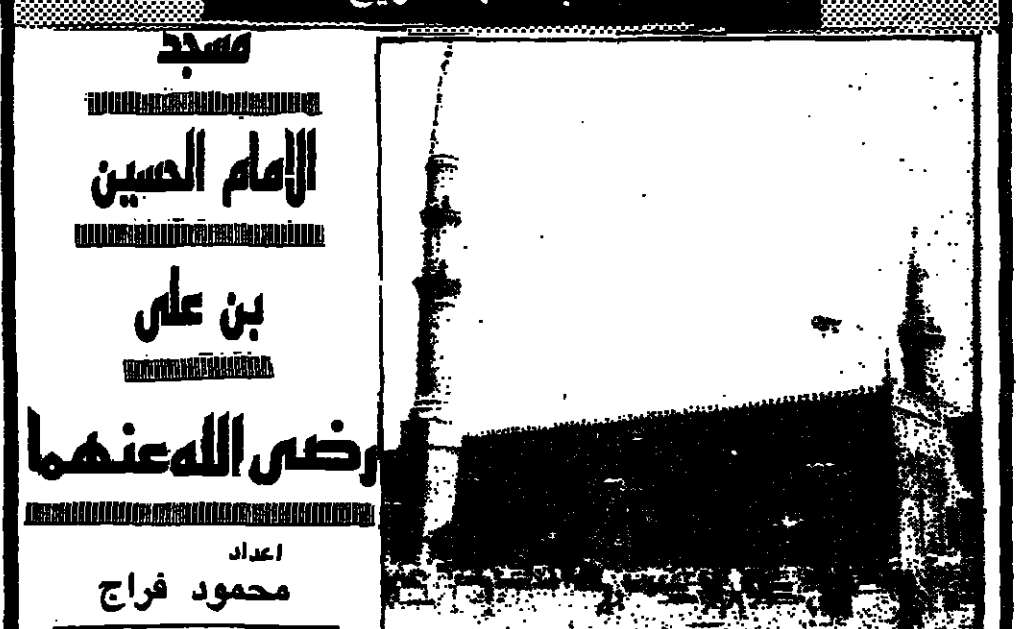 مسجد
الامام الحسين
بن على
رضى الله عنهما
اعداد
محمود فراج